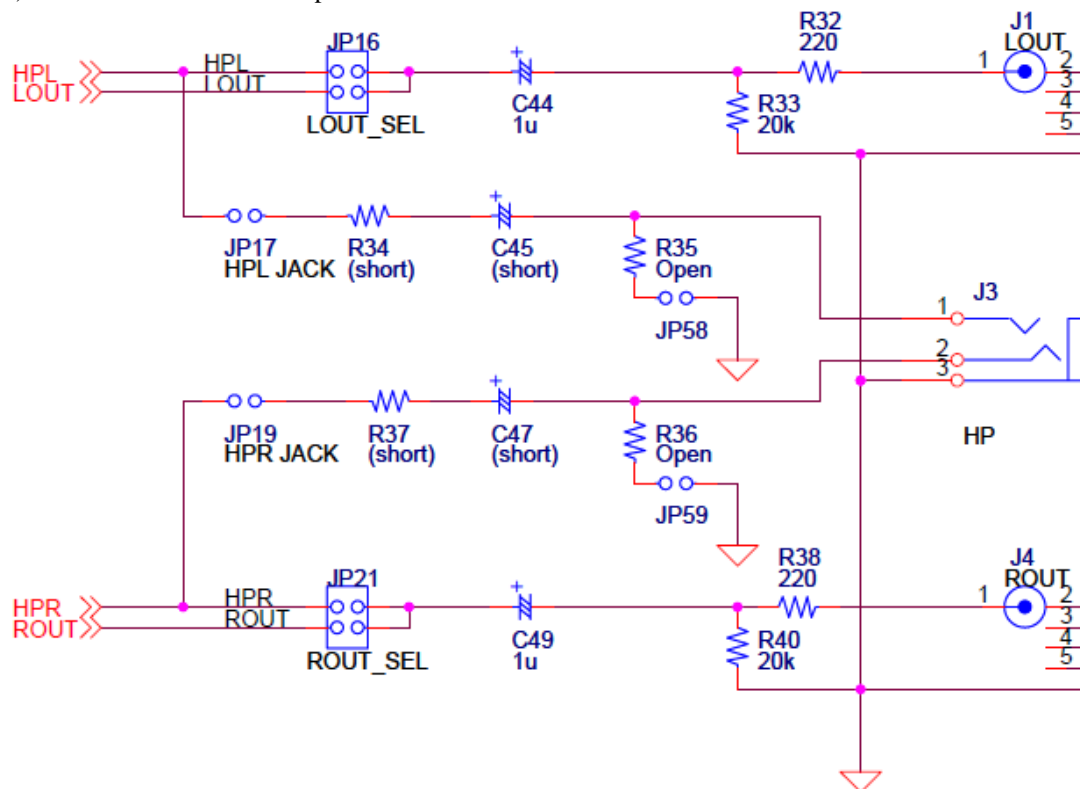 JP16
R32
220
J1
LOUT
HPL
LOUT
HPL
LOUT
1
2
3
4
5
+
C44
1u
R33
20k
LOUT_SEL
JP17
HPL JACK
R34
(short)
+
C45
(short)
R35
Open
JP58
J3
1
2
3
HP
JP19
HPR JACK
R37
(short)
+
C47
(short)
R36
Open
JP59
JP21
R38
220
J4
ROUT
HPR
ROUT
HPR
ROUT
1
2
3
4
5
+
C49
1u
R40
20k
ROUT_SEL